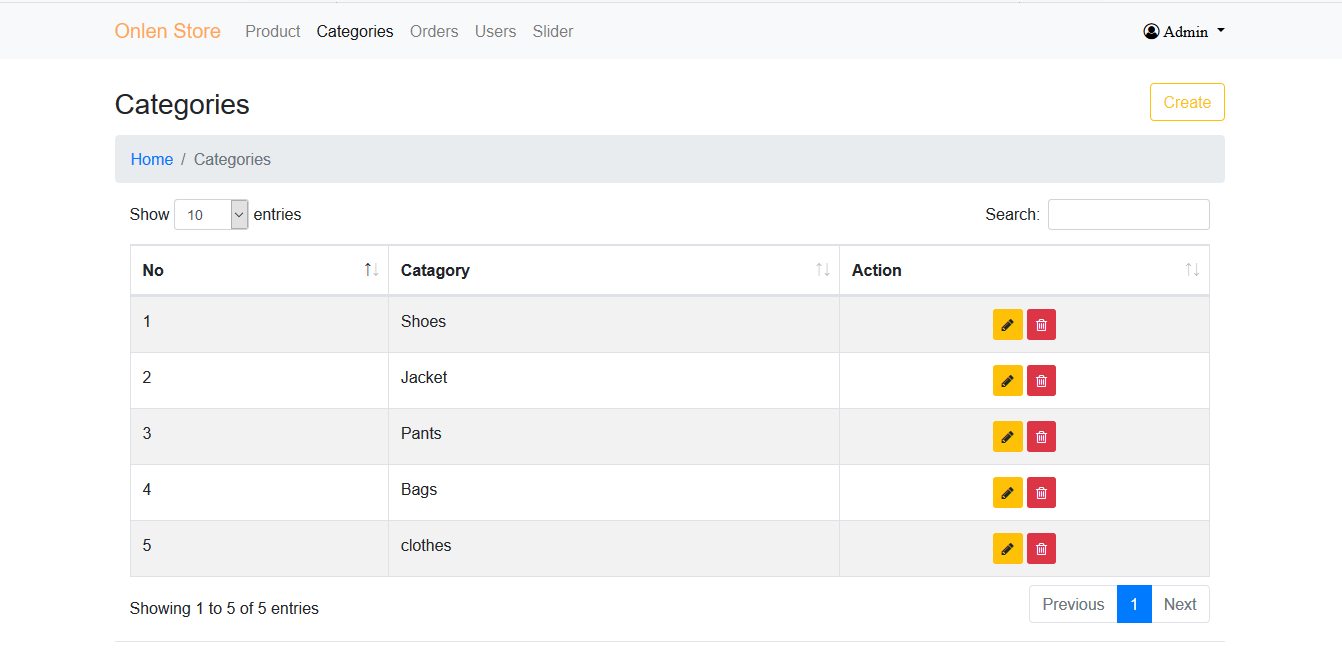 Onlen Store Product Categories Orders Users Slider Admin
Categories Create
Home / Categories
Show 10 entries Search:
No Catagory Action
1 Shoes
2 Jacket
3 Pants
4 Bags
5 clothes
Showing 1 to 5 of 5 entries Previous 1 Next